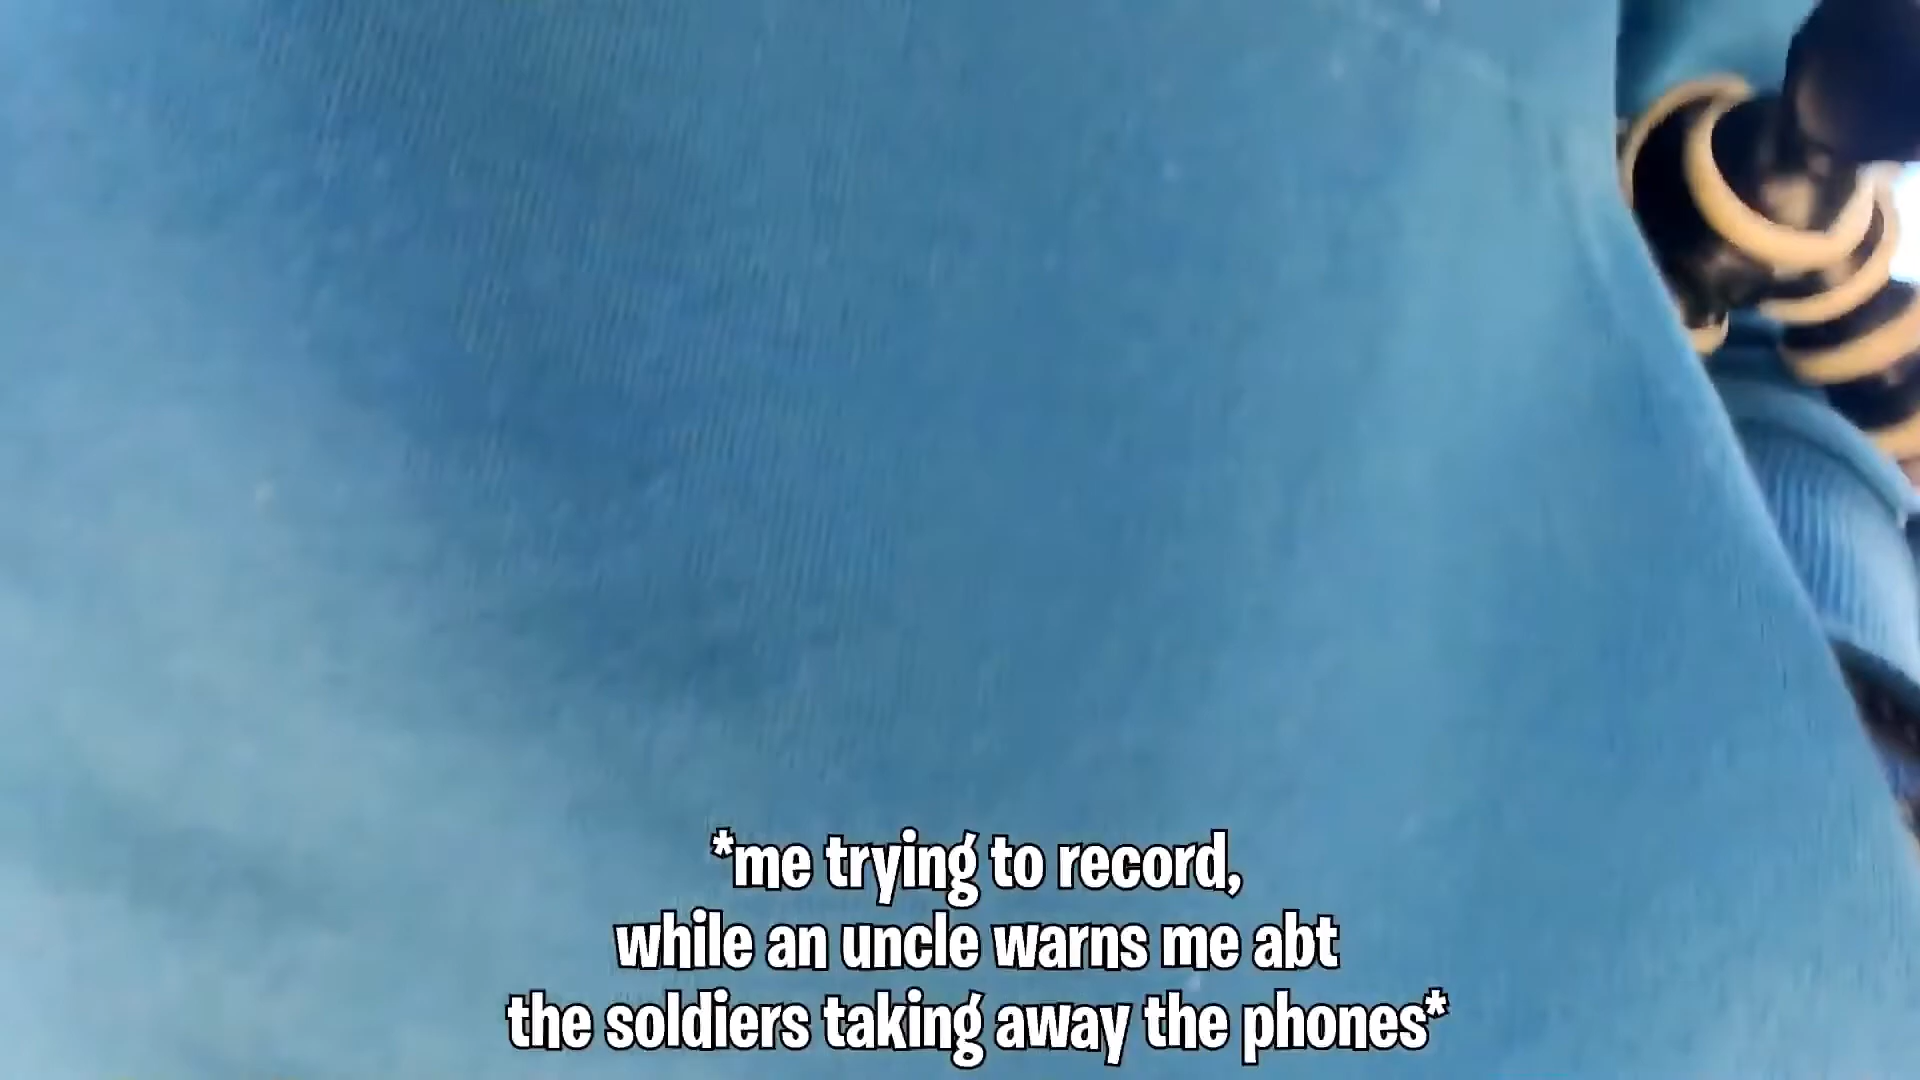 *me trying to record,
while an uncle warns me abt
the soldiers taking away the phones*